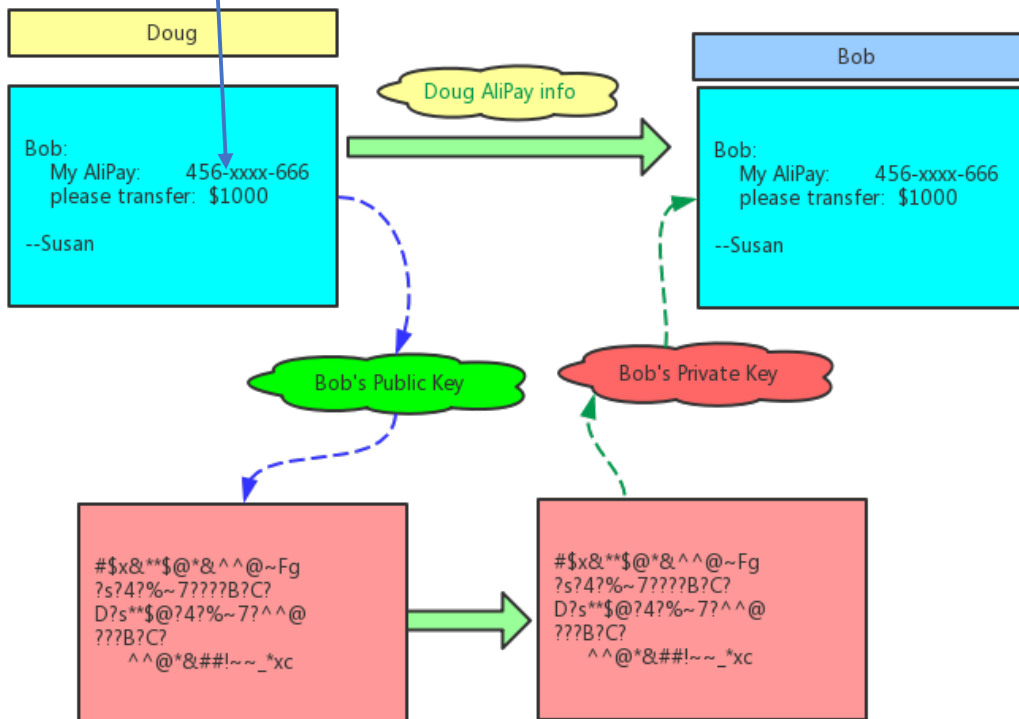 Doug
Bob
Doug AliPay info
Bob:
My AliPay: 456-xxxx-666
please transfer: $1000
--Susan
Bob:
My AliPay: 456-xxxx-666
please transfer: $1000
--Susan
Bob's Public Key
Bob's Private Key
#$x&**$@*&^^@~Fg
?s?4?%~7????B?C?
D?s**$@?4?%~7?^^@
???B?C?
^^@*&##!~~_*xc
#$x&**$@*&^^@~Fg
?s?4?%~7????B?C?
D?s**$@?4?%~7?^^@
???B?C?
^^@*&##!~~_*xc